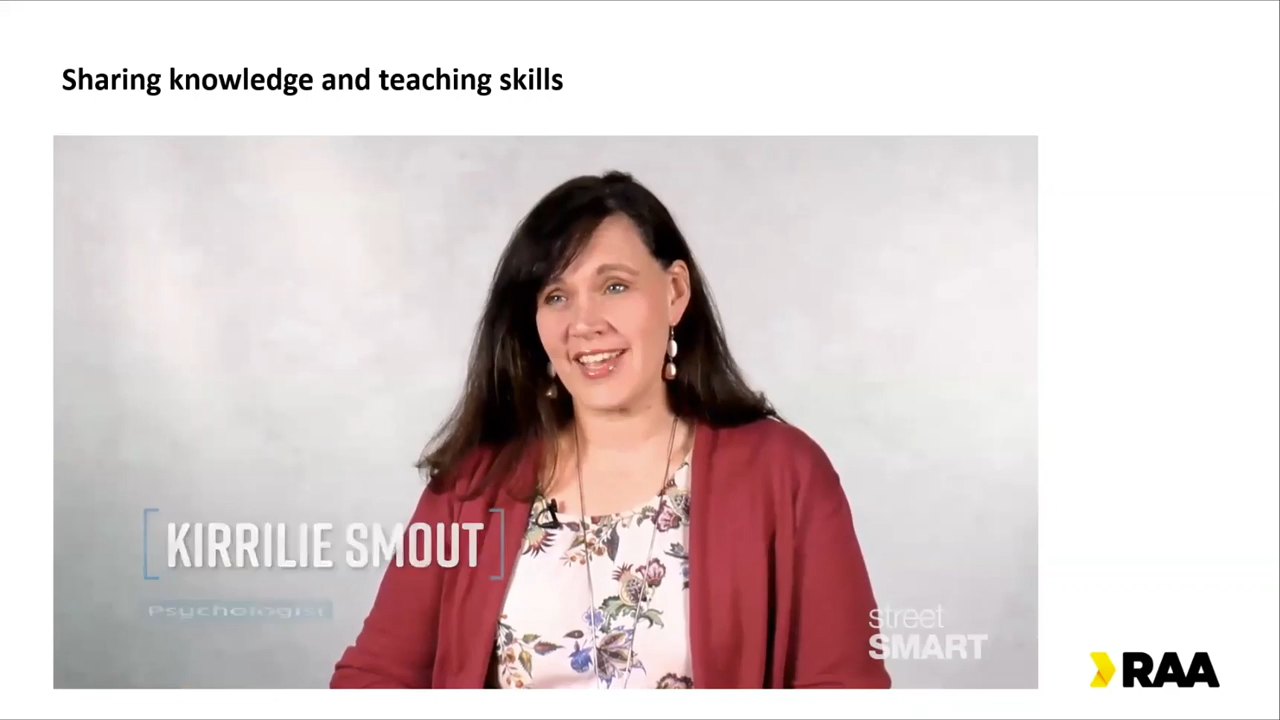 Sharing knowledge and teaching skills
[KIRRILIE SMOUT]
Psychologist
street
SMART
RAA